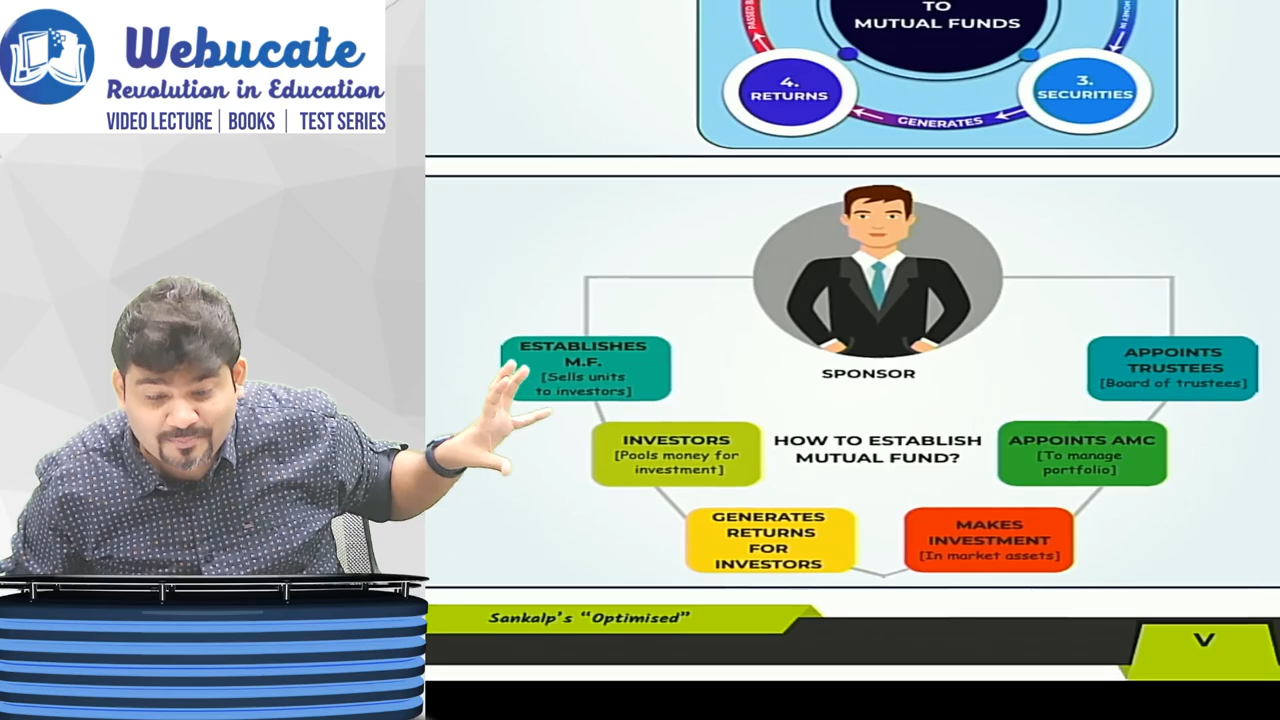 Webucate
Revolution in Education
VIDEO LECTURE | BOOKS | TEST SERIES
TO
MUTUAL FUNDS
4.
RETURNS
GENERATES
3.
SECURITIES
SPONSOR
ESTABLISHES
M.F.
[Sells units
to investors]
APPOINTS
TRUSTEES
[Board of trustees]
INVESTORS
[Pools money for
investment]
HOW TO ESTABLISH
MUTUAL FUND?
APPOINTS AMC
[To manage
portfolio]
GENERATES
RETURNS
FOR
INVESTORS
MAKES
INVESTMENT
[In market assets]
Sankalp's "Optimised"
V